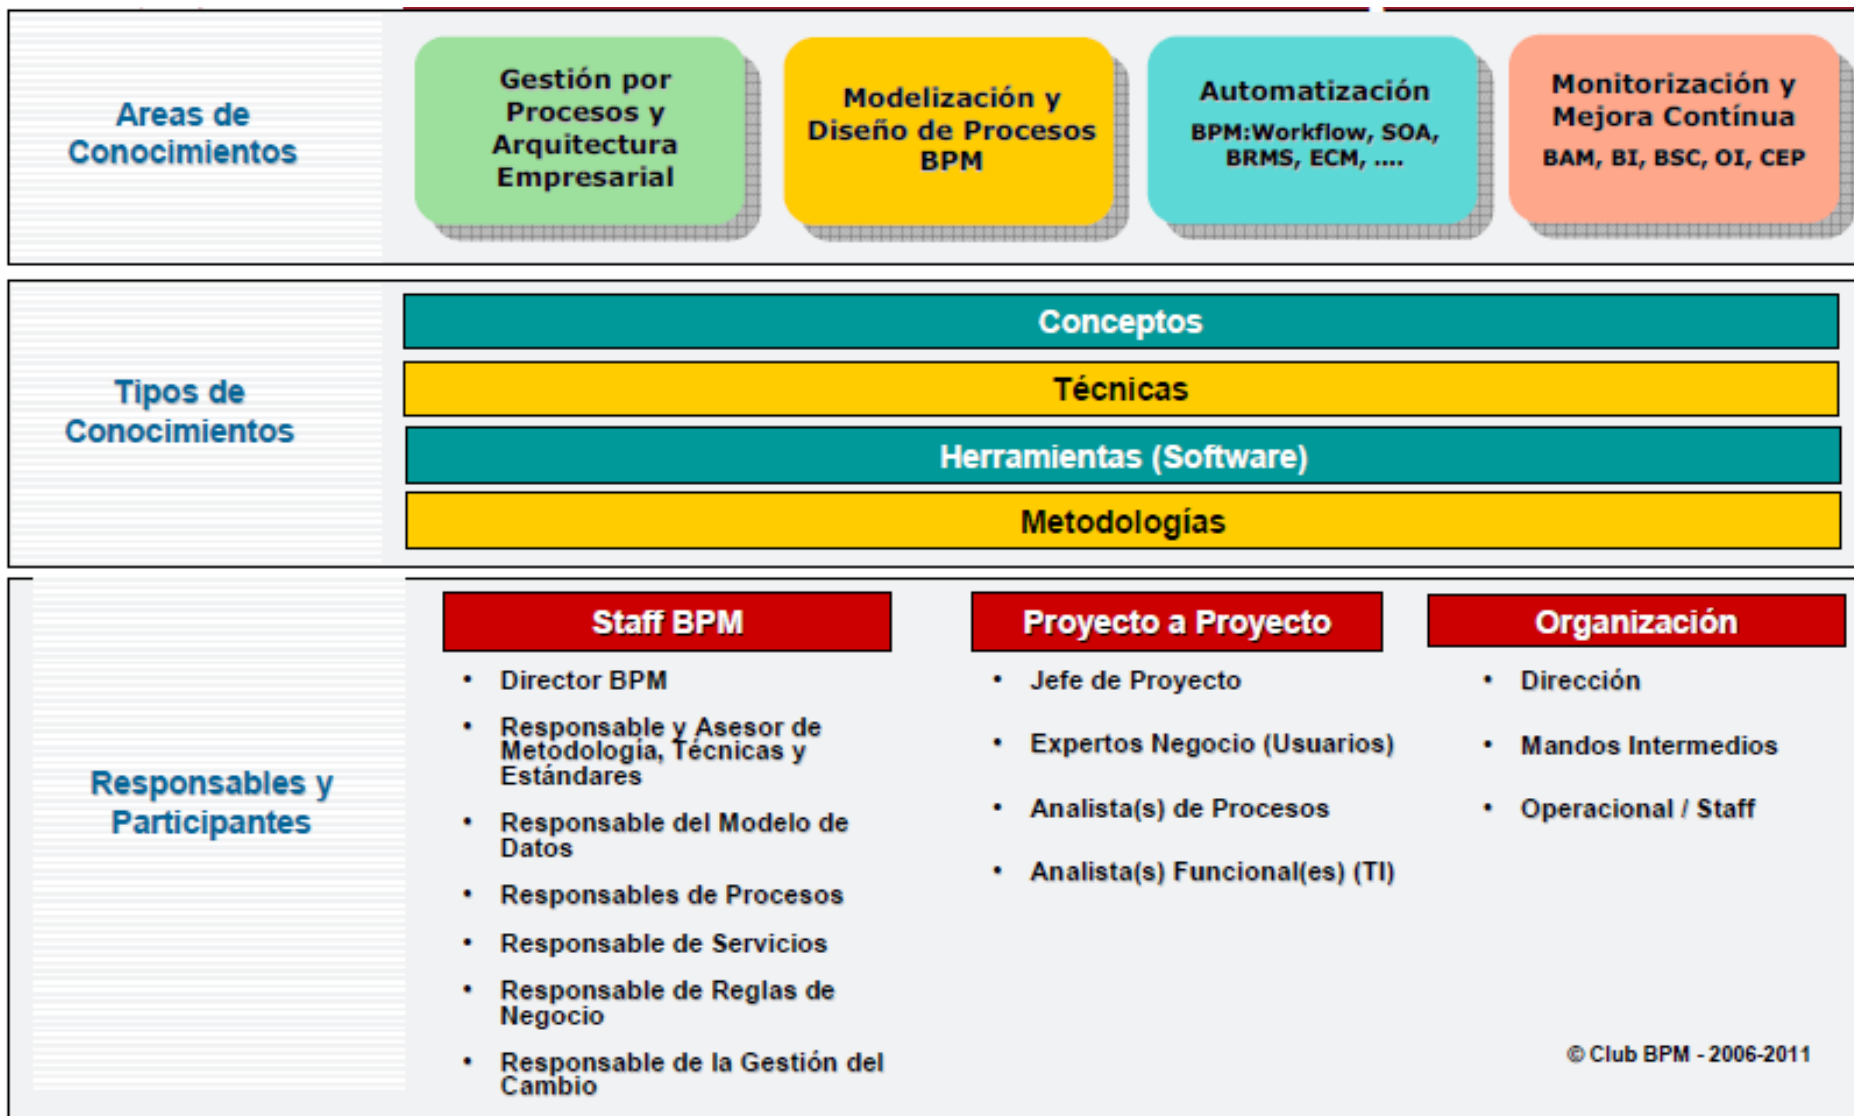 Areas de
Conocimientos
Gestión por
Procesos y
Arquitectura
Empresarial
Modelización y
Diseño de Procesos
BPM
Automatización
BPM:Workflow, SOA,
BRMS, ECM, ....
Monitorización y
Mejora Contínua
BAM, BI, BSC, OI, CEP
Tipos de
Conocimientos
Conceptos
Técnicas
Herramientas (Software)
Metodologías
Responsables y
Participantes
Staff BPM
• Director BPM
• Responsable y Asesor de
Metodología, Técnicas y
Estándares
• Responsable del Modelo de
Datos
• Responsables de Procesos
• Responsable de Servicios
• Responsable de Reglas de
Negocio
• Responsable de la Gestión del
Cambio
Proyecto a Proyecto
• Jefe de Proyecto
• Expertos Negocio (Usuarios)
• Analista(s) de Procesos
• Analista(s) Funcional(es) (TI)
Organización
• Dirección
• Mandos Intermedios
• Operacional / Staff
© Club BPM - 2006-2011